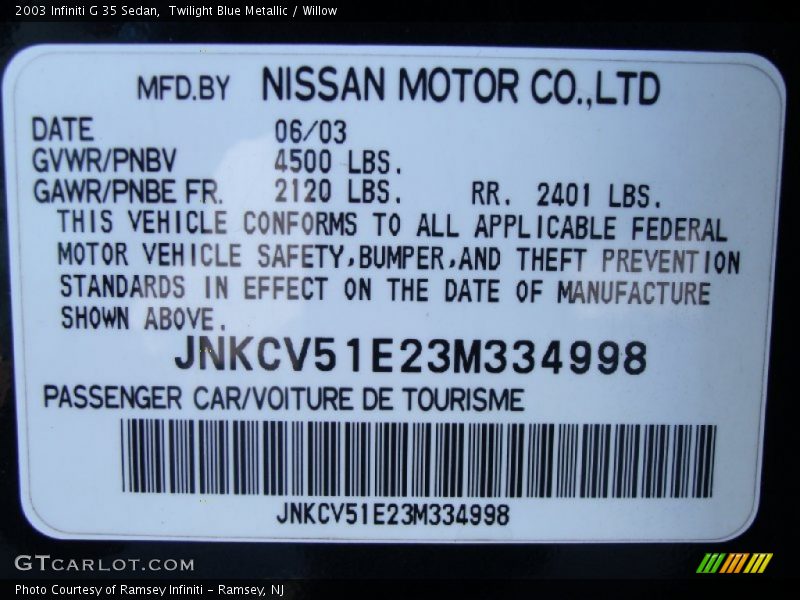 2003 Infiniti G 35 Sedan, Twilight Blue Metallic / Willow
MFD.BY NISSAN MOTOR CO.,LTD
DATE 06/03
GVWR/PNBV 4500 LBS.
GAWR/PNBE FR. 2120 LBS. RR. 2401 LBS.
THIS VEHICLE CONFORMS TO ALL APPLICABLE FEDERAL
MOTOR VEHICLE SAFETY,BUMPER,AND THEFT PREVENTION
STANDARDS IN EFFECT ON THE DATE OF MANUFACTURE
SHOWN ABOVE.
JNKCV51E23M334998
PASSENGER CAR/VOITURE DE TOURISME
JNKCV51E23M334998
GTCARLOT.COM
Photo Courtesy of Ramsey Infiniti - Ramsey, NJ